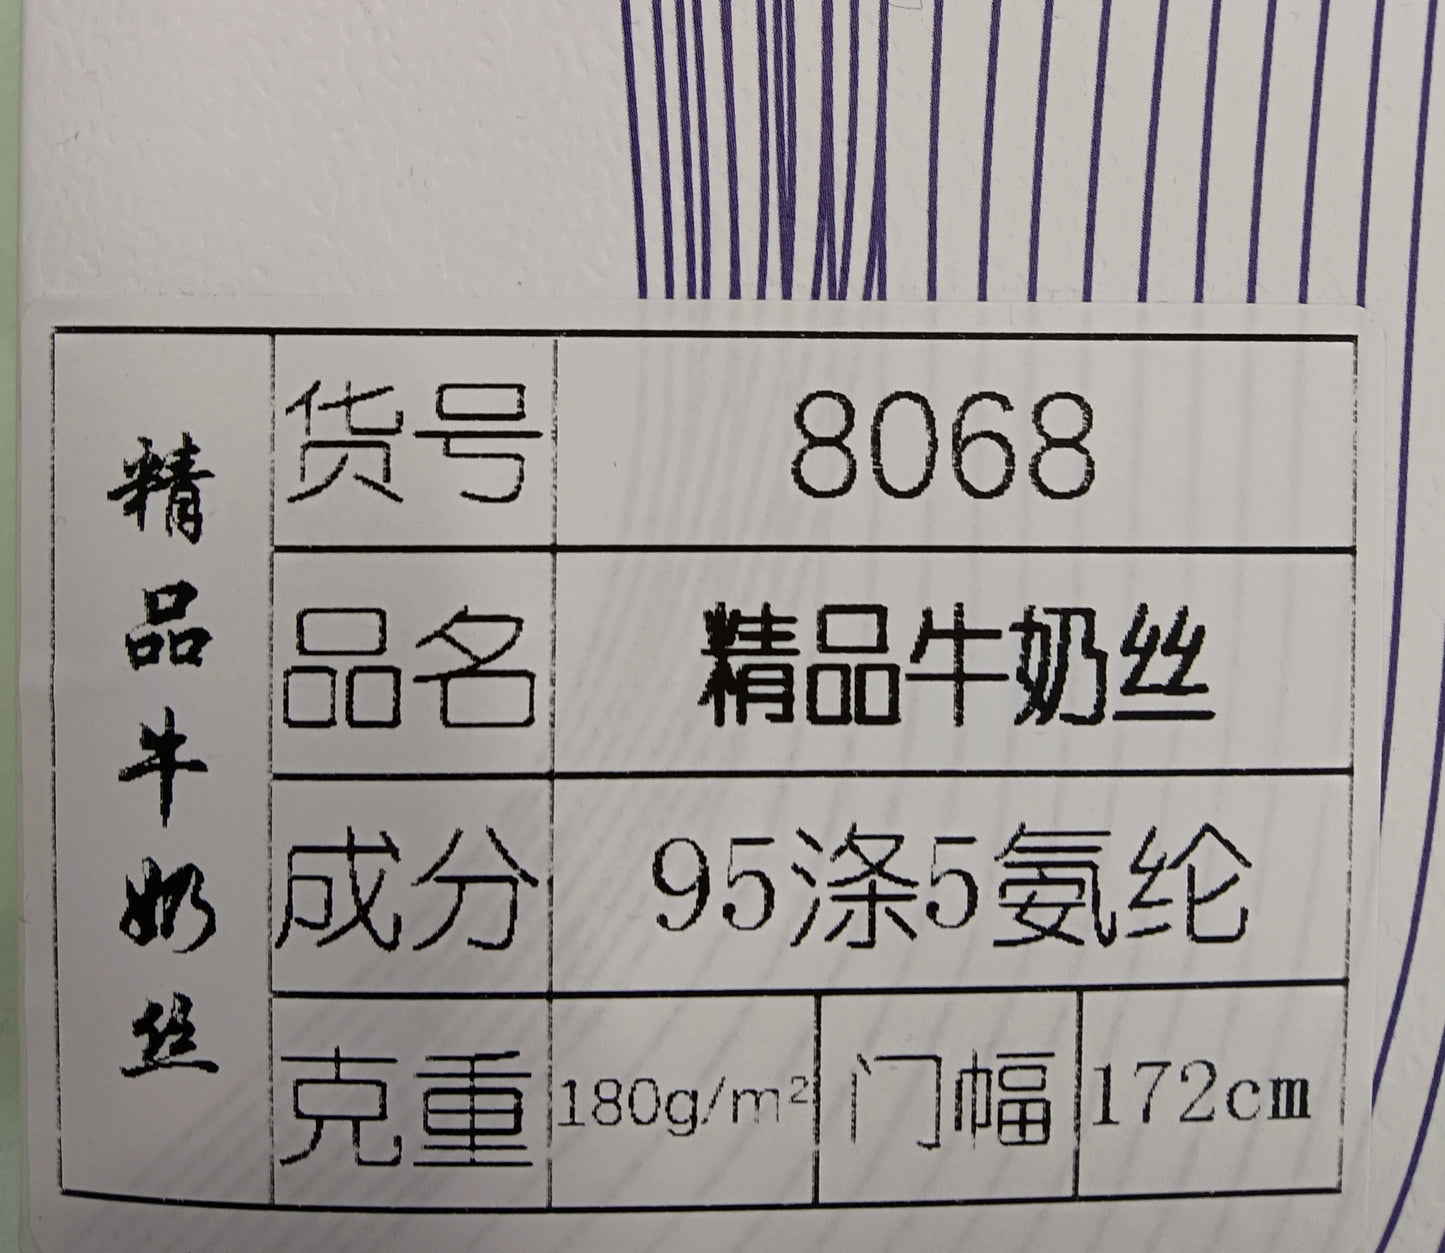 精品牛奶丝
货号 8068
品名 精品牛奶丝
成分 95涤5氨纶
克重 180g/m² 门幅 172cm